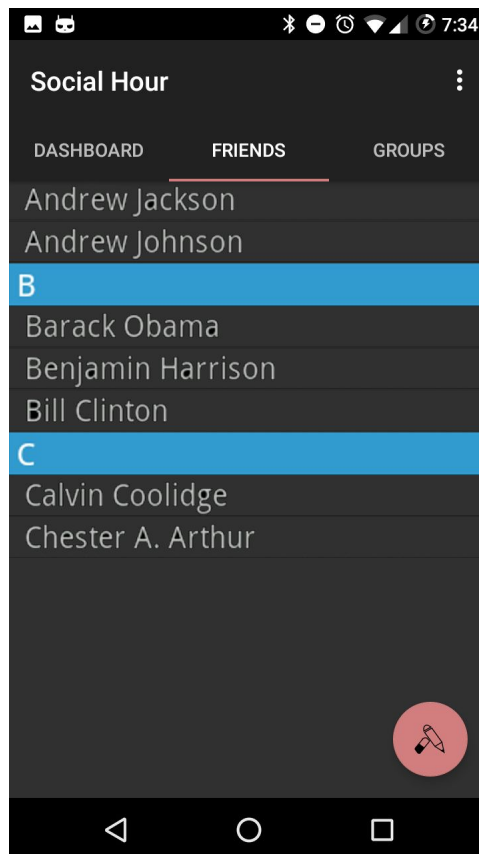 7:34
Social Hour
DASHBOARD FRIENDS GROUPS
Andrew Jackson
Andrew Johnson
B
Barack Obama
Benjamin Harrison
Bill Clinton
C
Calvin Coolidge
Chester A. Arthur